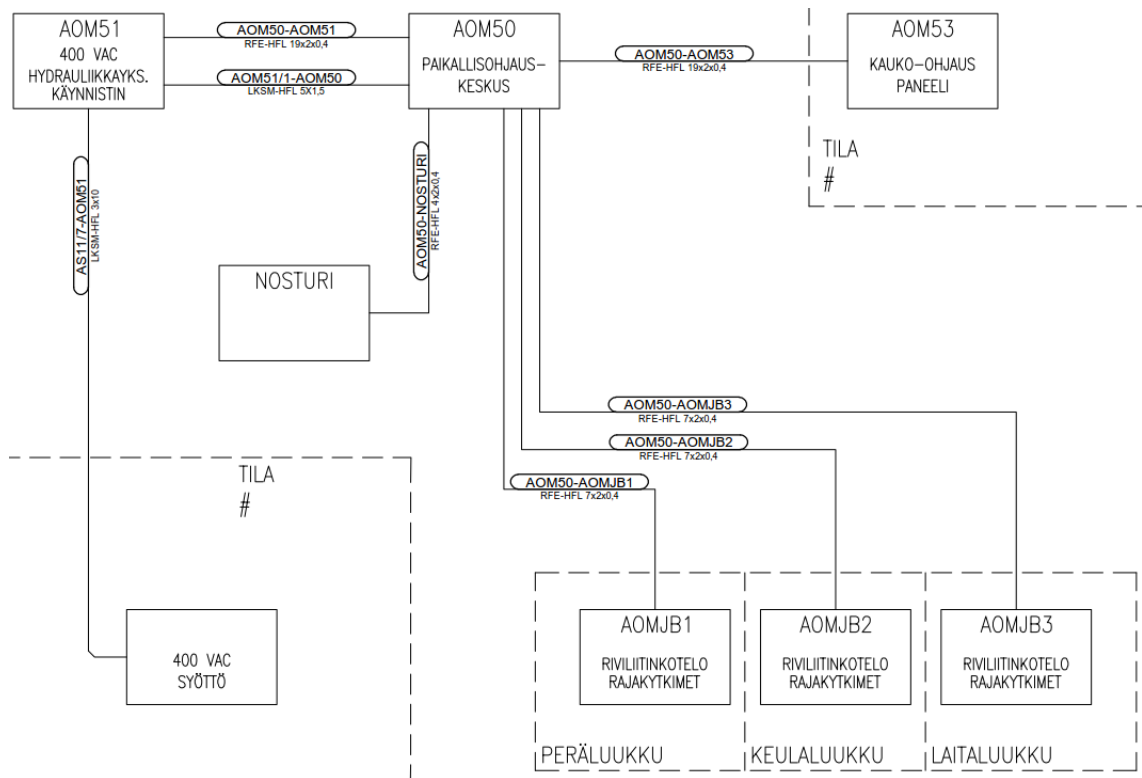 AOM51
400 VAC
HYDRAULIIKKAYKS.
KÄYNNISTIN
AOM50-AOM51
RFE-HFL 19x2x0,4
AOM51/1-AOM50
LKSM-HFL 5X1,5
AOM50
PAIKALLISOHJAUS-
KESKUS
AOM50-AOM53
RFE-HFL 19x2x0,4
AOM53
KAUKO-OHJAUS
PANEELI
TILA
#
AS11/7-AOM51
LKSM-HFL 3x10
AOM50-NOSTURI
RFE-HFL 4x2x0,4
NOSTURI
AOM50-AOMJB3
RFE-HFL 7x2x0,4
AOM50-AOMJB2
RFE-HFL 7x2x0,4
AOM50-AOMJB1
RFE-HFL 7x2x0,4
TILA
#
400 VAC
SYÖTTÖ
AOMJB1
RIVILIITINKOTELO
RAJAKYTKIMET
PERÄLUUKKU
AOMJB2
RIVILIITINKOTELO
RAJAKYTKIMET
KEULALUUKKU
AOMJB3
RIVILIITINKOTELO
RAJAKYTKIMET
LAITALUUKKU